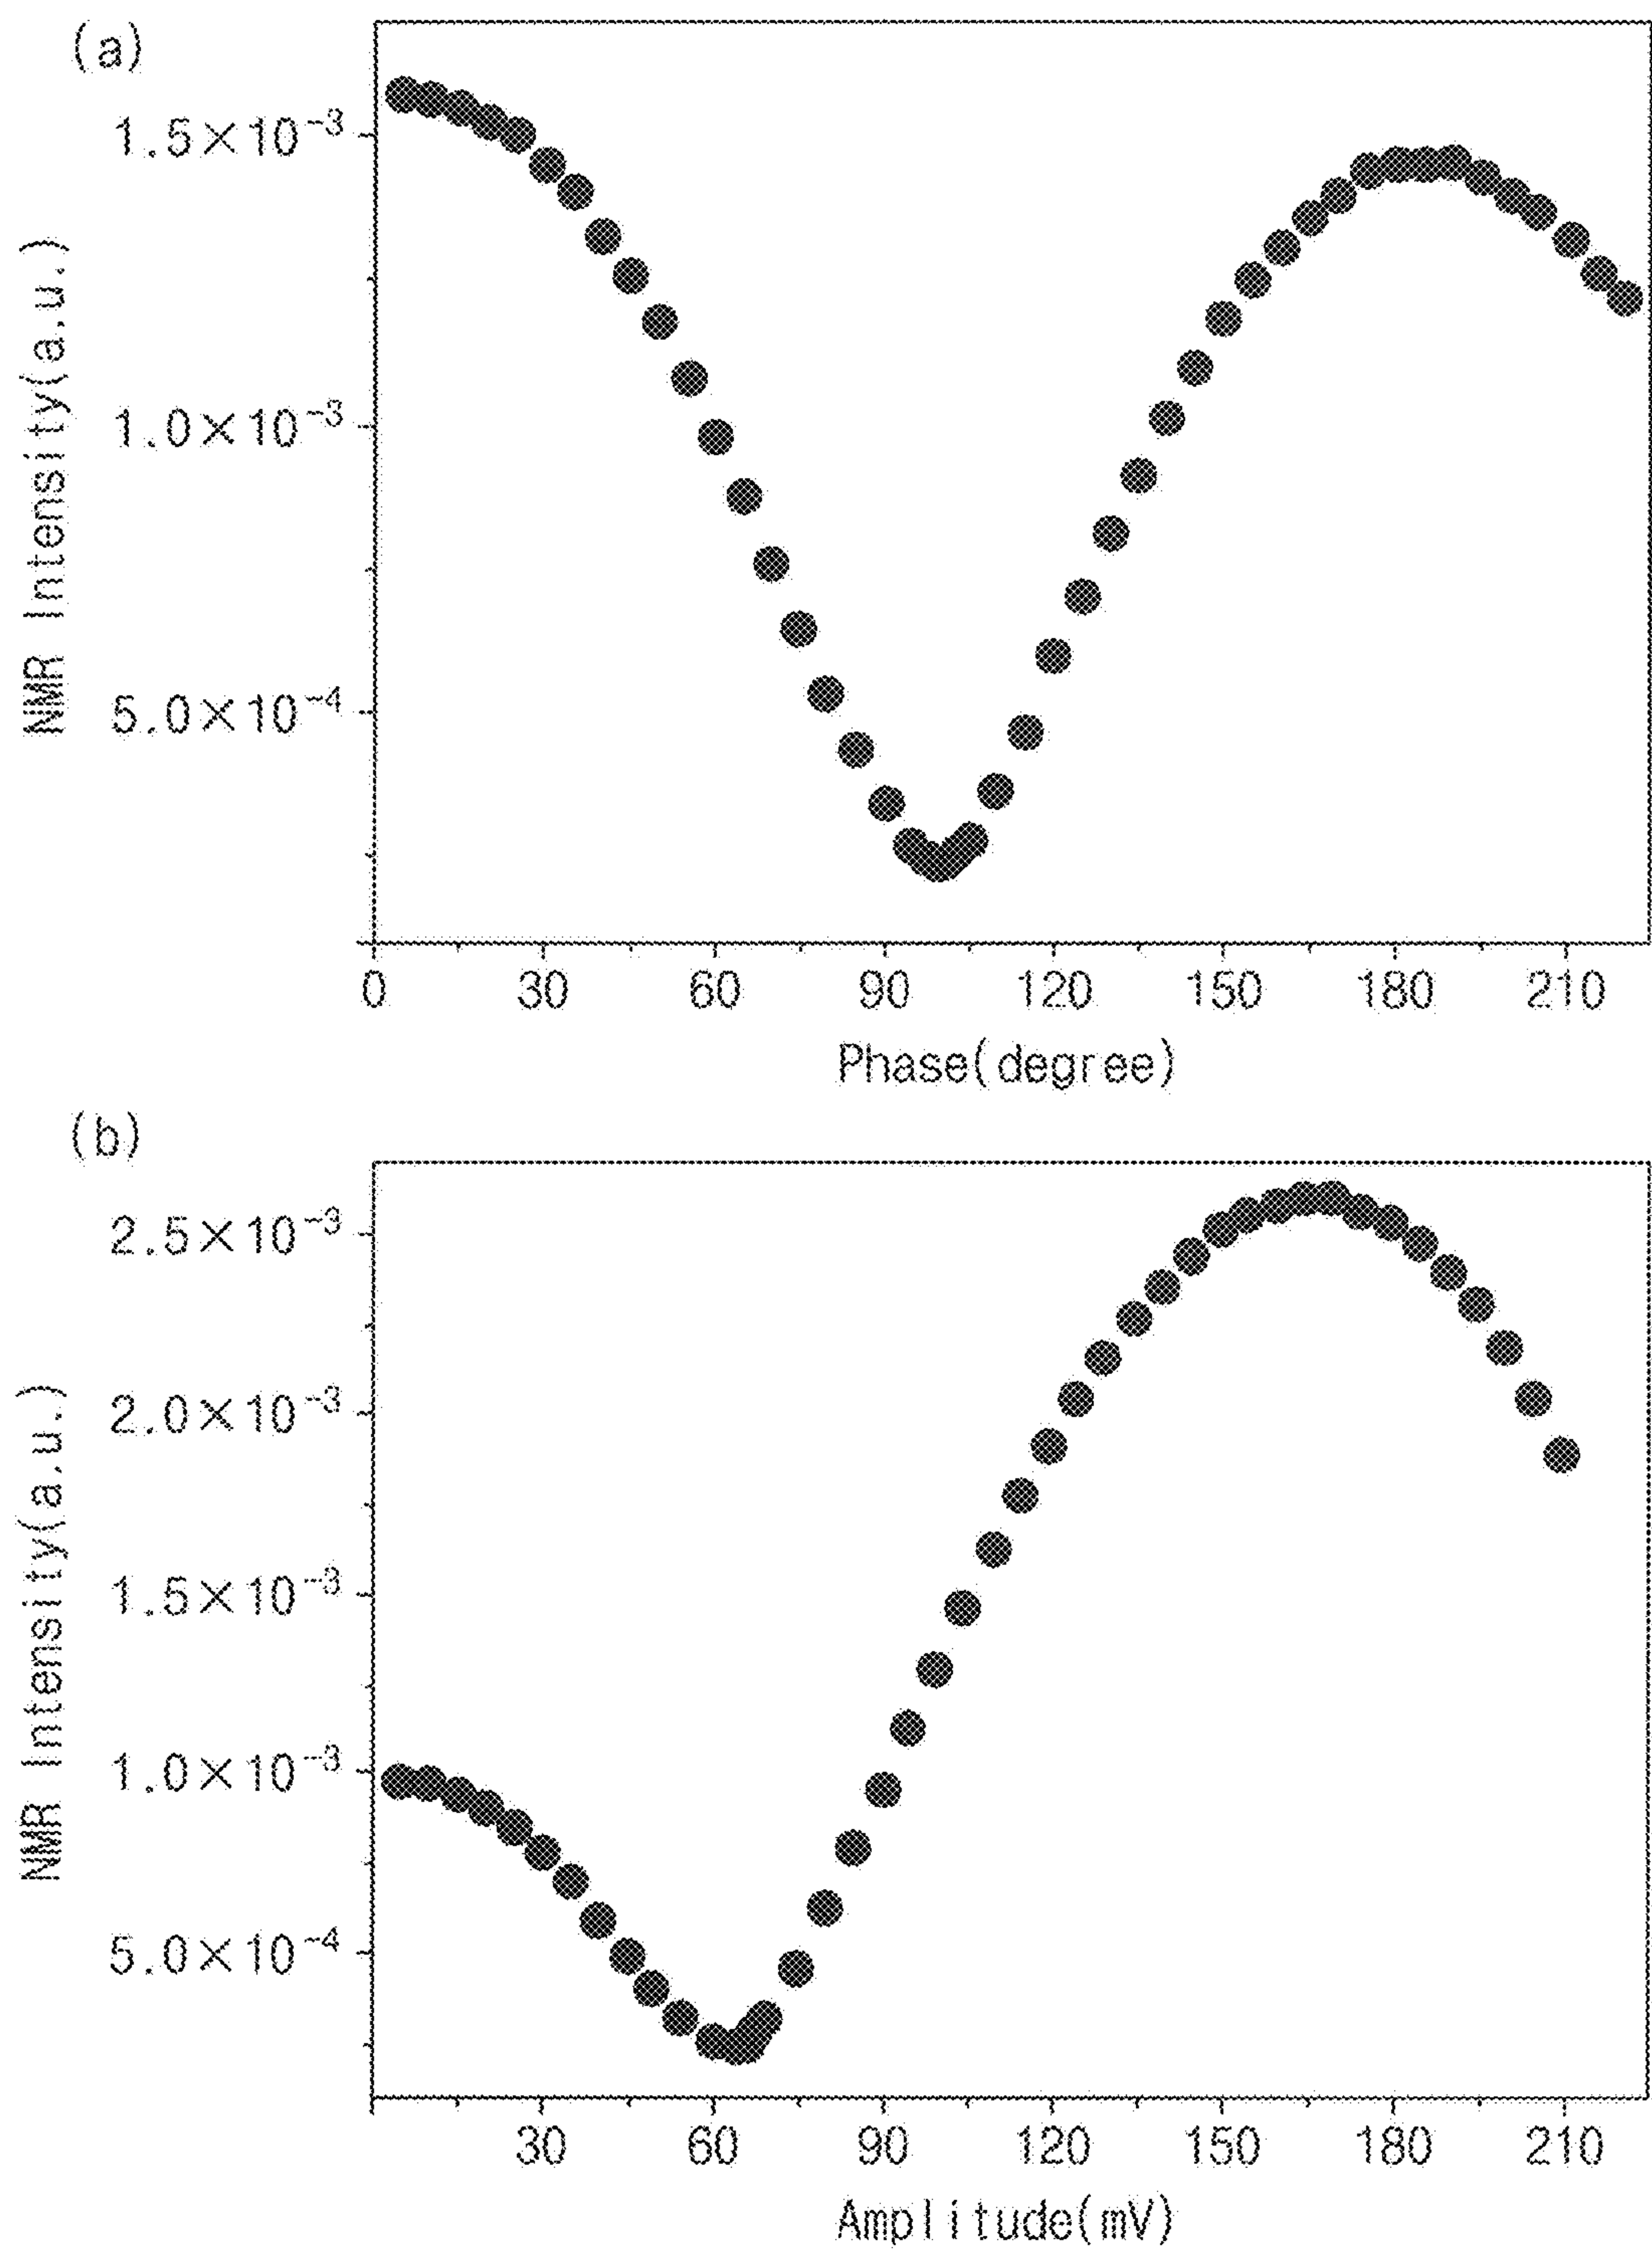 (a)
NMR Intensity(a.u.)
1.5×10⁻³
1.0×10⁻³
5.0×10⁻⁴
0 30 60 90 120 150 180 210
Phase(degree)
(b)
NMR Intensity(a.u.)
2.5×10⁻³
2.0×10⁻³
1.5×10⁻³
1.0×10⁻³
5.0×10⁻⁴
30 60 90 120 150 180 210
Amplitude(mV)